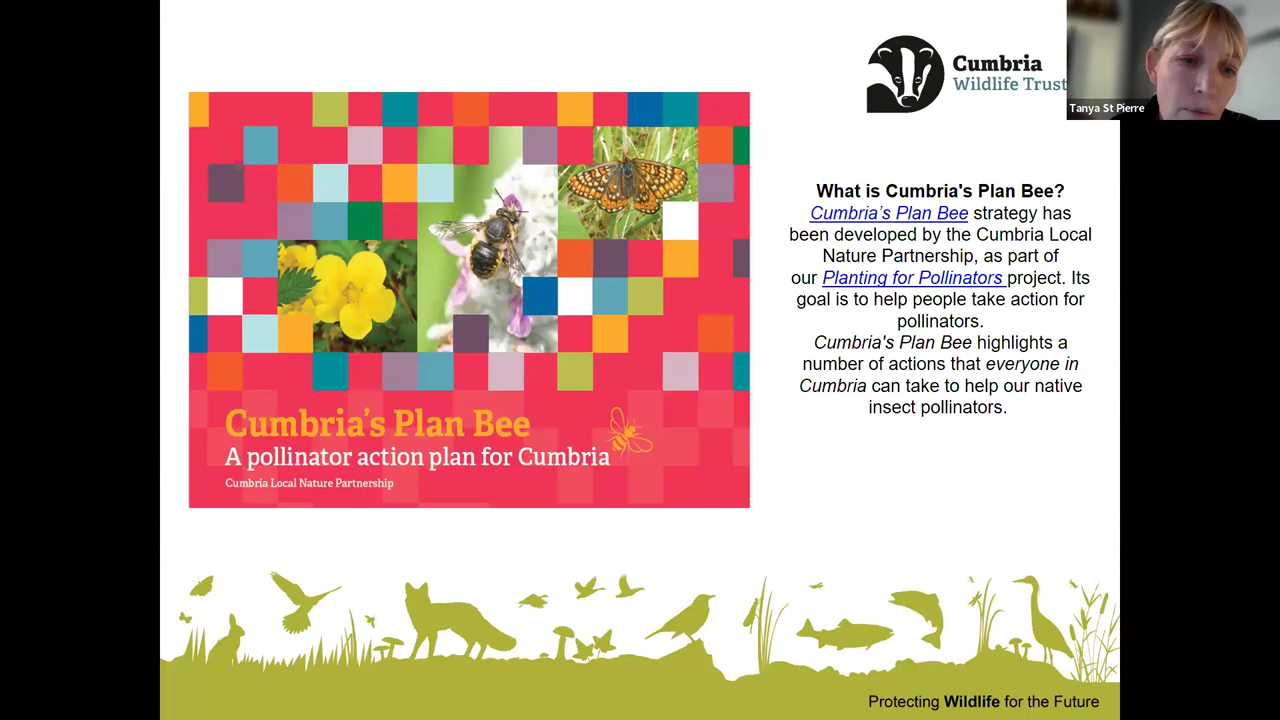 Cumbria
Wildlife Trust
Tanya St Pierre
What is Cumbria's Plan Bee?
Cumbria’s Plan Bee strategy has
been developed by the Cumbria Local
Nature Partnership, as part of
our Planting for Pollinators project. Its
goal is to help people take action for
pollinators.
Cumbria's Plan Bee highlights a
number of actions that everyone in
Cumbria can take to help our native
insect pollinators.
Cumbria’s Plan Bee
A pollinator action plan for Cumbria
Cumbria Local Nature Partnership
Protecting Wildlife for the Future